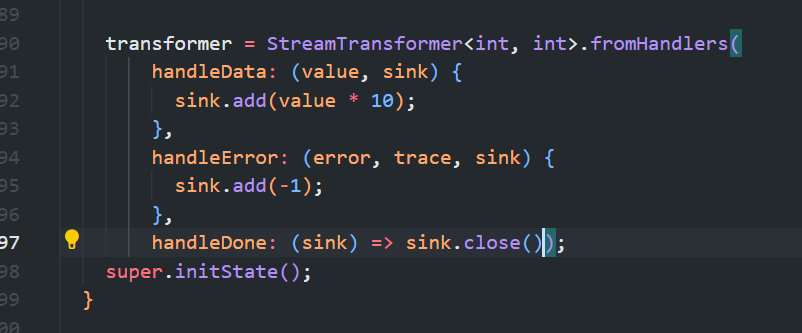 89
90 transformer = StreamTransformer<int, int>.fromHandlers(
91 handleData: (value, sink) {
92 sink.add(value * 10);
93 },
94 handleError: (error, trace, sink) {
95 sink.add(-1);
96 },
97 handleDone: (sink) => sink.close());
98 super.initState();
99 }
00